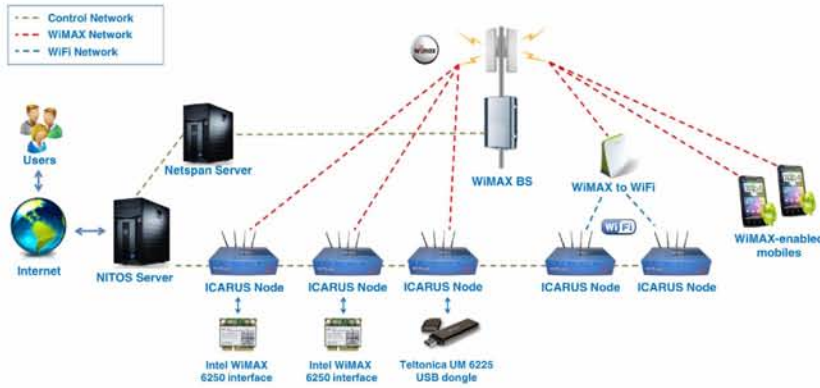 Control Network
WiMAX Network
WiFi Network
Users
Internet
NITOS Server
Netspan Server
WiMAX
WiMAX BS
WiMAX to WiFi
WiFi
WiMAX-enabled
mobiles
ICARUS Node
ICARUS Node
ICARUS Node
ICARUS Node
ICARUS Node
Intel WiMAX
6250 interface
Intel WiMAX
6250 interface
Teltonica UM 6225
USB dongle